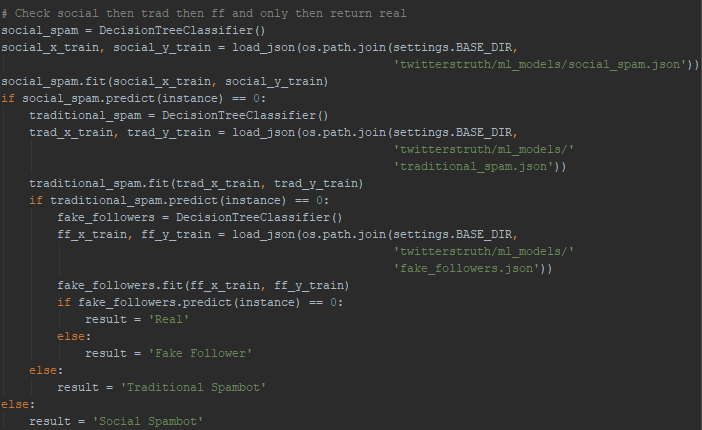 # Check social then trad then ff and only then return real
social_spam = DecisionTreeClassifier()
social_x_train, social_y_train = load_json(os.path.join(settings.BASE_DIR,
                                                        'twitterstruth/ml_models/social_spam.json'))
social_spam.fit(social_x_train, social_y_train)
if social_spam.predict(instance) == 0:
    traditional_spam = DecisionTreeClassifier()
    trad_x_train, trad_y_train = load_json(os.path.join(settings.BASE_DIR,
                                                        'twitterstruth/ml_models/'
                                                        'traditional_spam.json'))
    traditional_spam.fit(trad_x_train, trad_y_train)
    if traditional_spam.predict(instance) == 0:
        fake_followers = DecisionTreeClassifier()
        ff_x_train, ff_y_train = load_json(os.path.join(settings.BASE_DIR,
                                                        'twitterstruth/ml_models/'
                                                        'fake_followers.json'))
        fake_followers.fit(ff_x_train, ff_y_train)
        if fake_followers.predict(instance) == 0:
            result = 'Real'
        else:
            result = 'Fake Follower'
    else:
        result = 'Traditional Spambot'
else:
    result = 'Social Spambot'